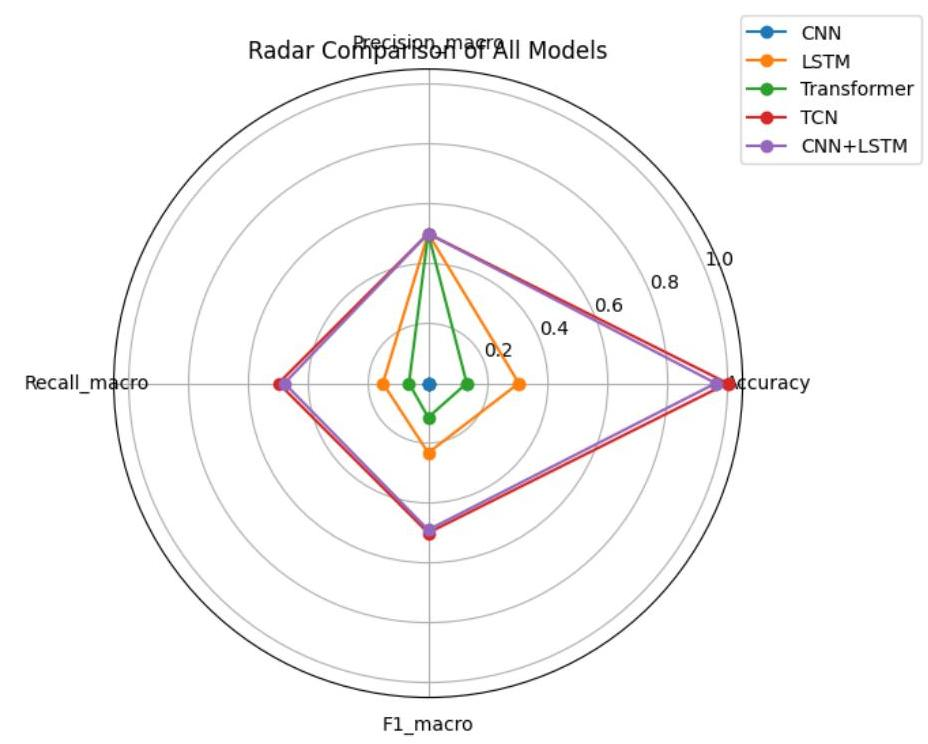 Precision_macro
Radar Comparison of All Models
CNN
LSTM
Transformer
TCN
CNN+LSTM
1.0
0.8
0.6
0.4
0.2
Recall_macro
Accuracy
F1_macro